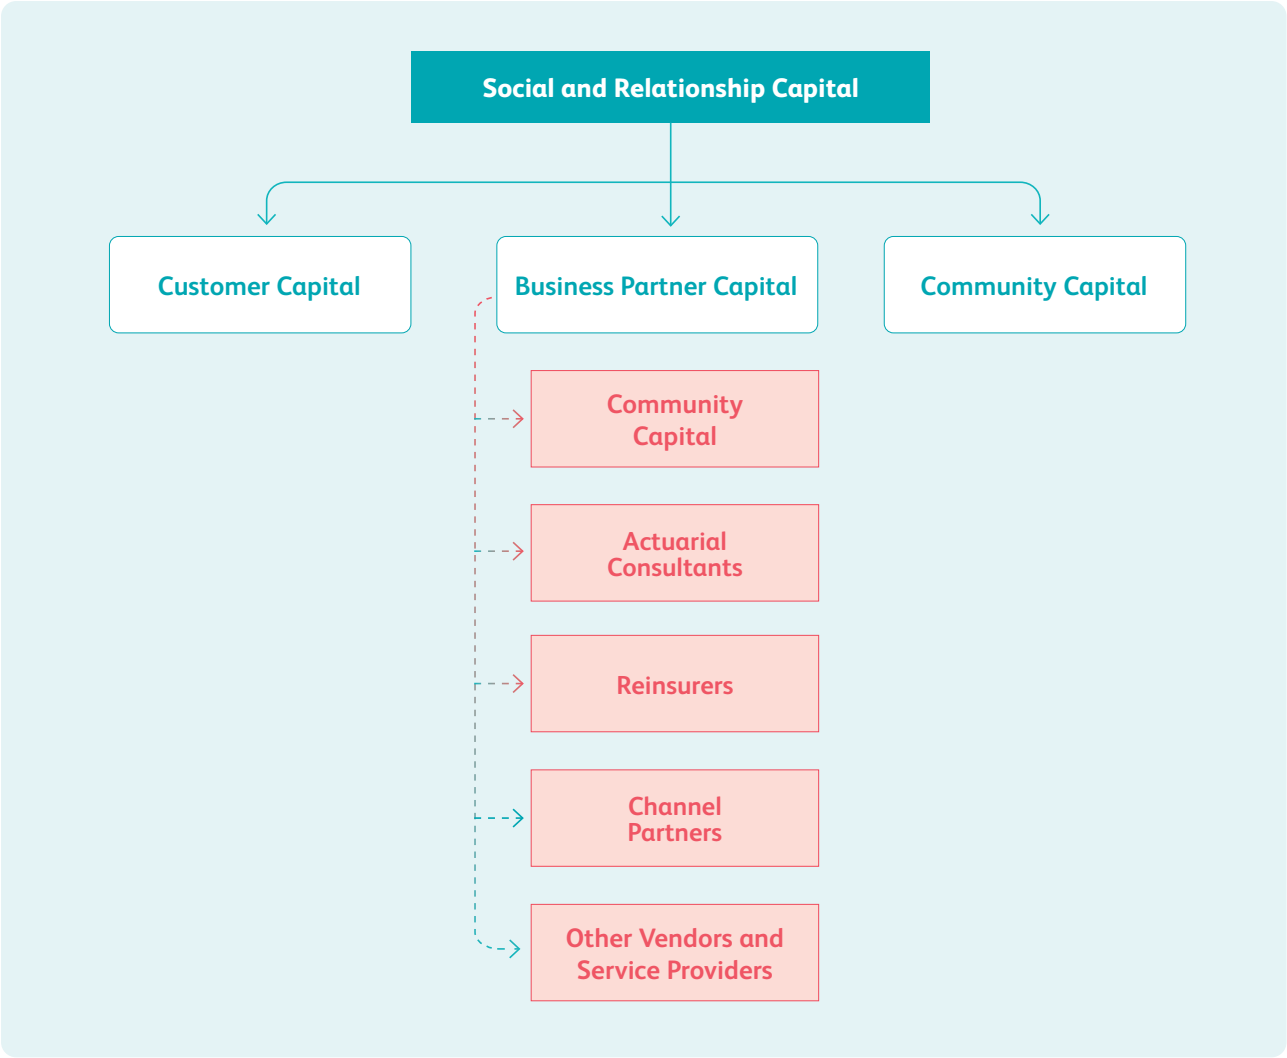 Social and Relationship Capital
Customer Capital
Business Partner Capital
Community Capital
Community
Capital
Actuarial
Consultants
Reinsurers
Channel
Partners
Other Vendors and
Service Providers